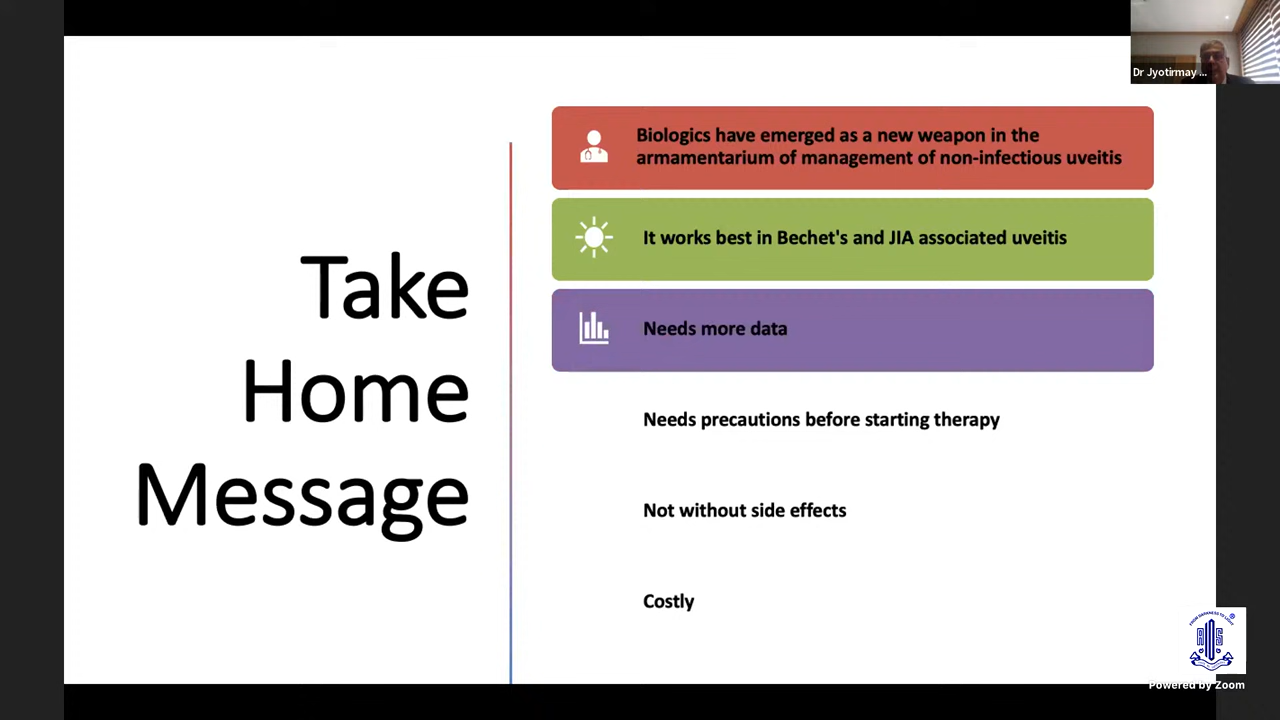 Dr Jyotirmay ...
Take
Home
Message
Biologics have emerged as a new weapon in the
armamentarium of management of non-infectious uveitis
It works best in Bechet's and JIA associated uveitis
Needs more data
Needs precautions before starting therapy
Not without side effects
Costly
Powered by Zoom